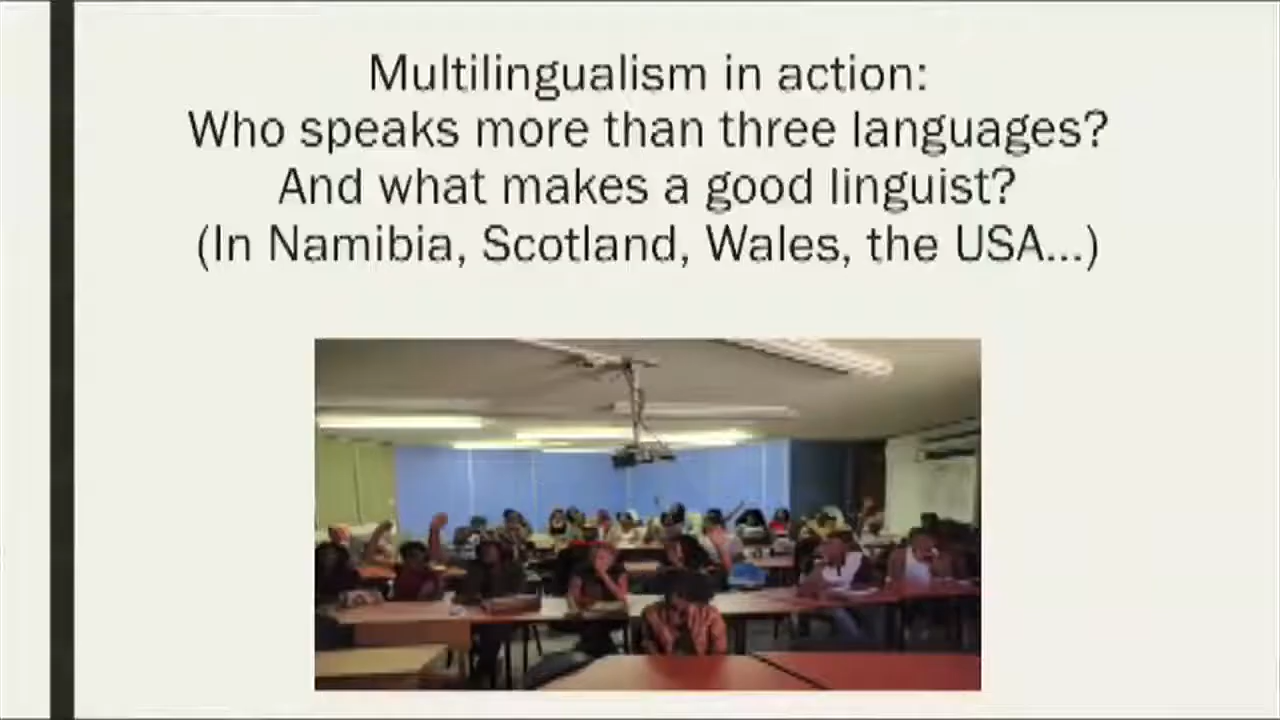 Multilingualism in action:
Who speaks more than three languages?
And what makes a good linguist?
(In Namibia, Scotland, Wales, the USA...)